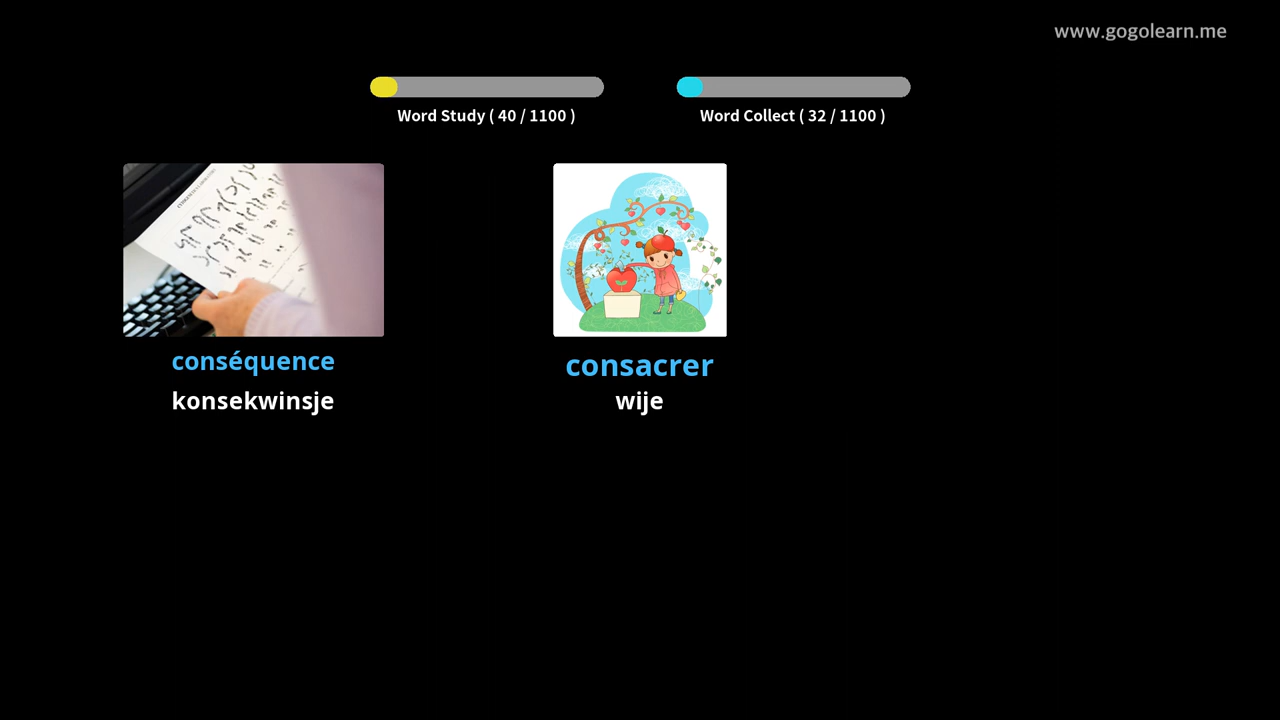 www.gogolearn.me
Word Study ( 40 / 1100 )
Word Collect ( 32 / 1100 )
conséquence
konsekwinsje
consacrer
wije